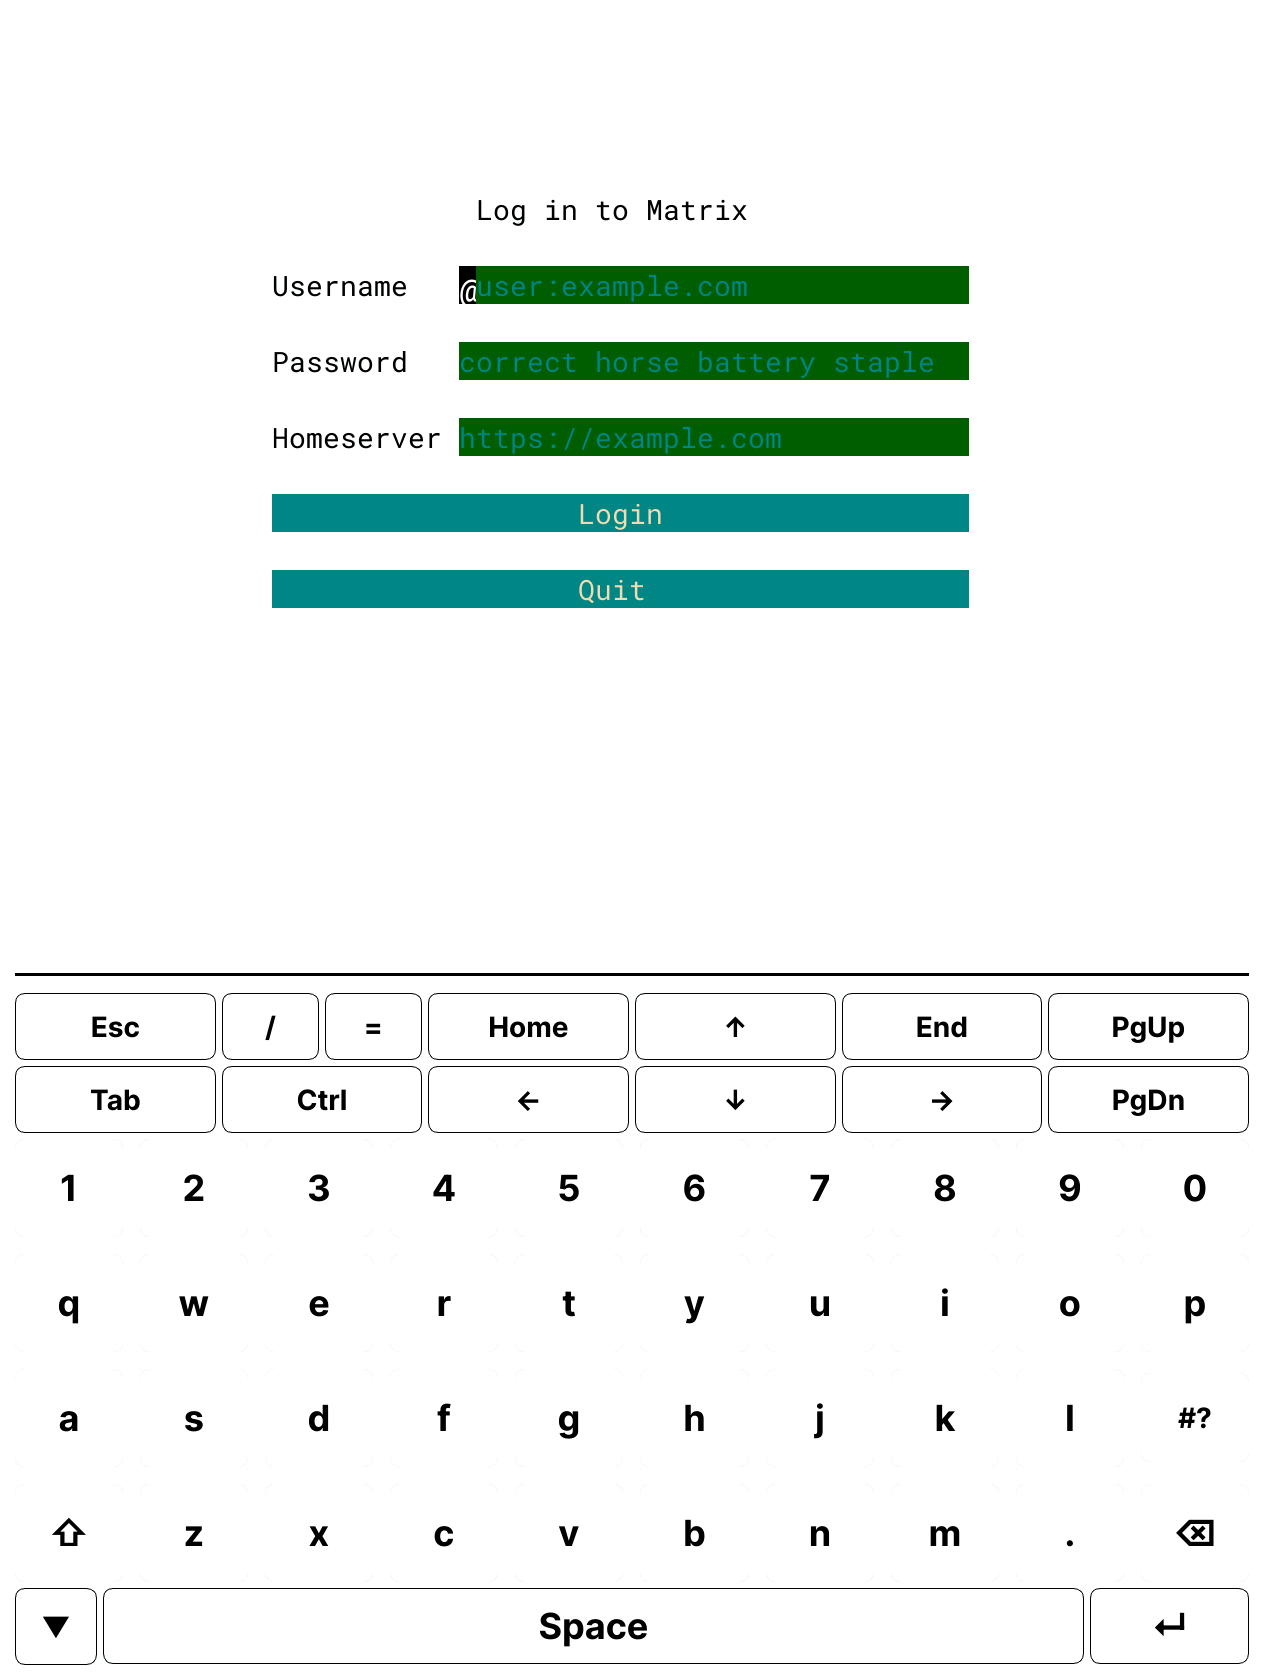 Log in to Matrix
Username @user:example.com
Password correct horse battery staple
Homeserver https://example.com
Login
Quit
Esc / = Home ↑ End PgUp
Tab Ctrl ← ↓ → PgDn
1 2 3 4 5 6 7 8 9 0
q w e r t y u i o p
a s d f g h j k l #?
z x c v b n m .
Space